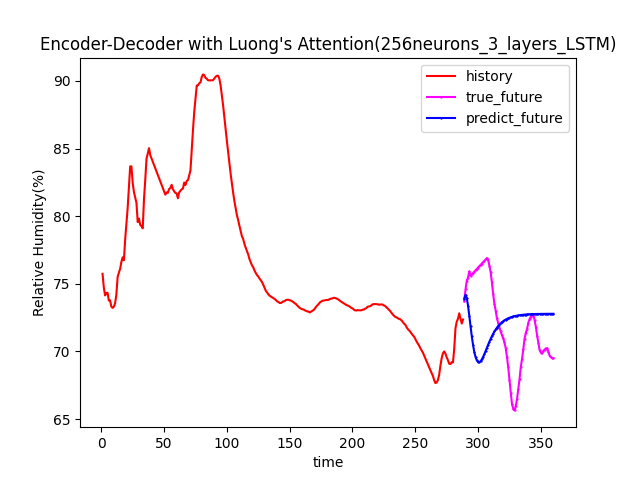 Encoder-Decoder with Luong's Attention(256neurons_3_layers_LSTM)
history
true_future
predict_future
Relative Humidity(%)
90
85
80
75
70
65
0 50 100 150 200 250 300 350
time